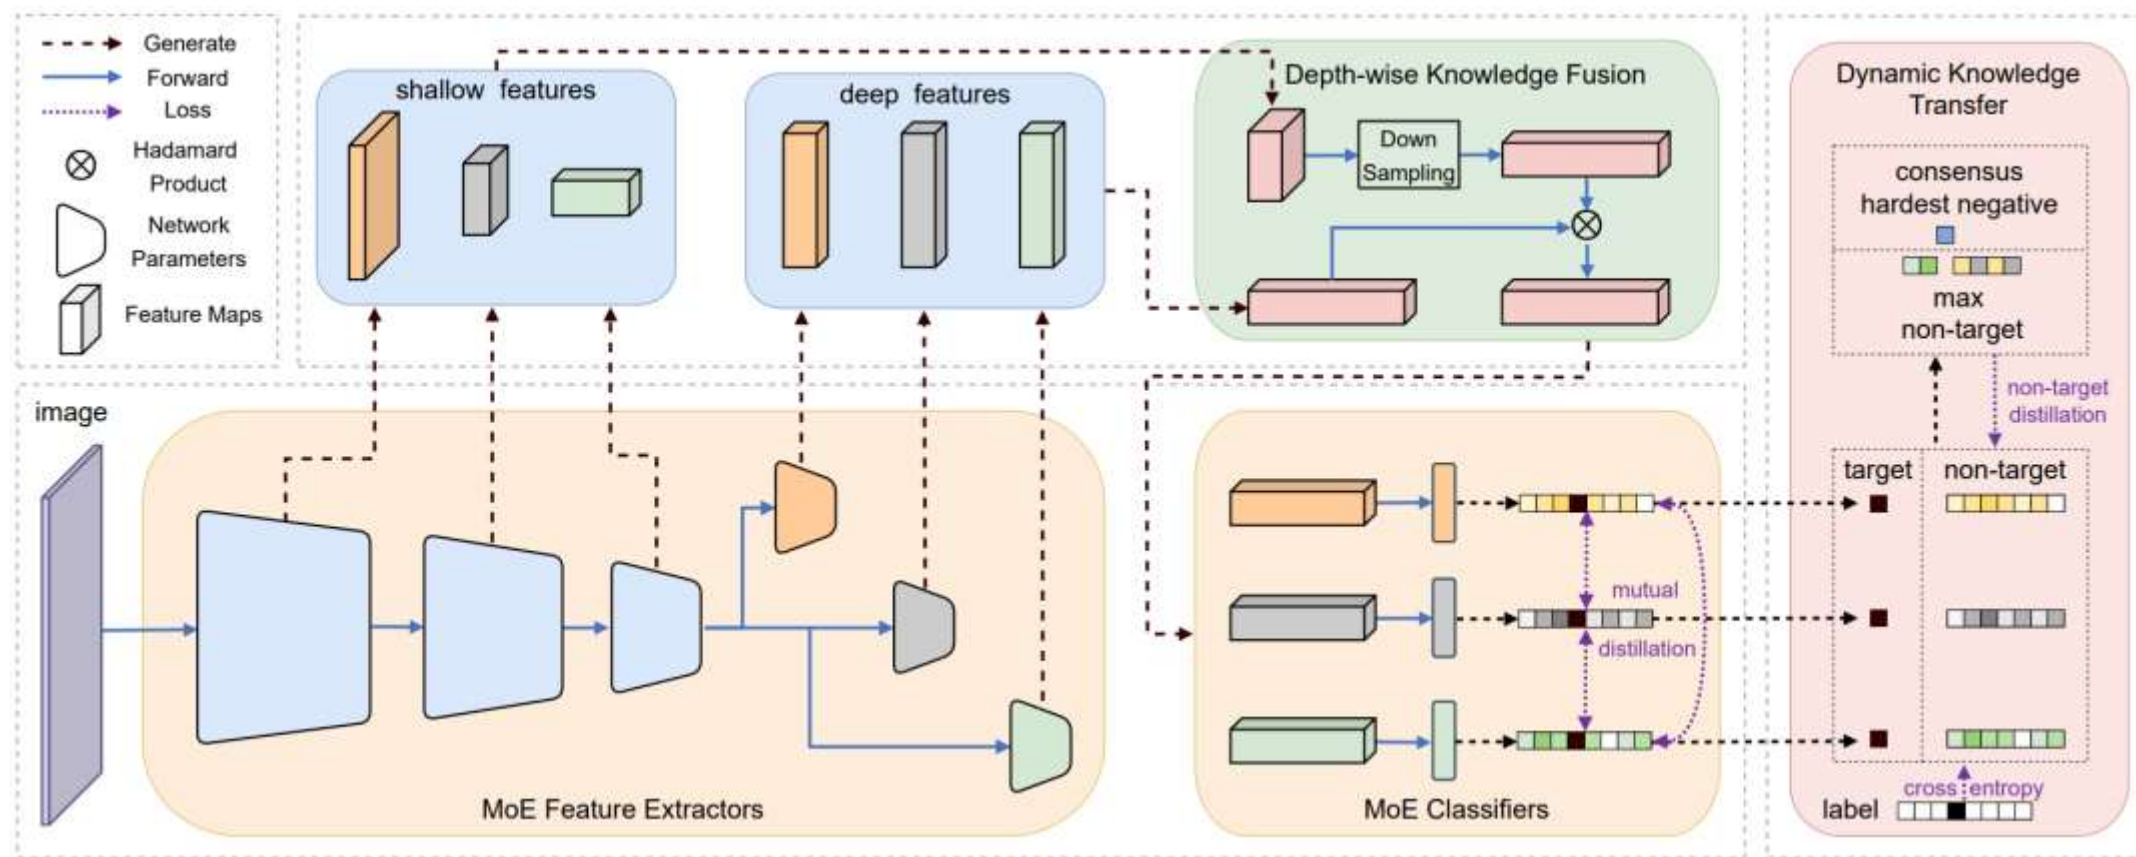 Generate
Forward
Loss
Hadamard
Product
Network
Parameters
Feature Maps
shallow features
deep features
Depth-wise Knowledge Fusion
Down
Sampling
Dynamic Knowledge
Transfer
consensus
hardest negative
max
non-target
non-target
distillation
target
non-target
cross entropy
label
image
MoE Feature Extractors
mutual
distillation
MoE Classifiers